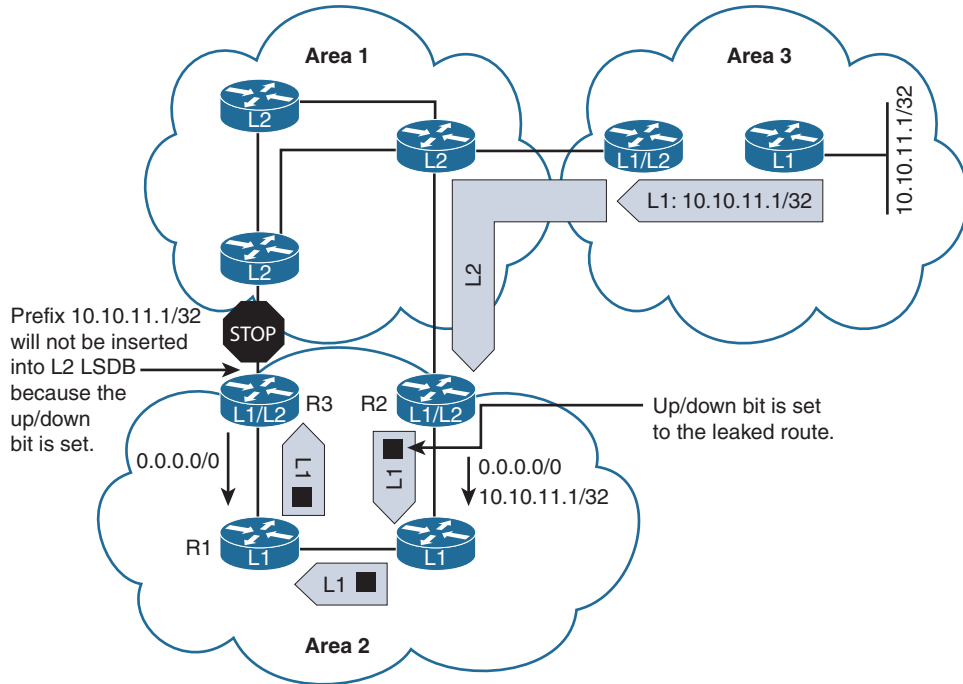 Area 1
Area 3
L2
L2
L1/L2
L1
10.10.11.1/32
L1: 10.10.11.1/32
L2
L2
Prefix 10.10.11.1/32
will not be inserted
into L2 LSDB
because the
up/down
bit is set.
STOP
L1/L2
R3
R2
L1/L2
Up/down bit is set
to the leaked route.
0.0.0.0/0
L1
L1
0.0.0.0/0
10.10.11.1/32
R1
L1
L1
L1
Area 2